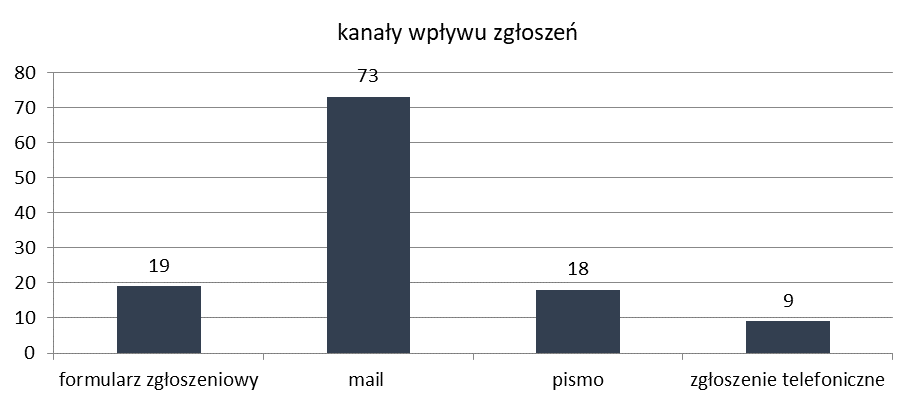 kanały wpływu zgłoszeń
80
70
60
50
40
30
20
10
0
73
19
18
9
formularz zgłoszeniowy
mail
pismo
zgłoszenie telefoniczne